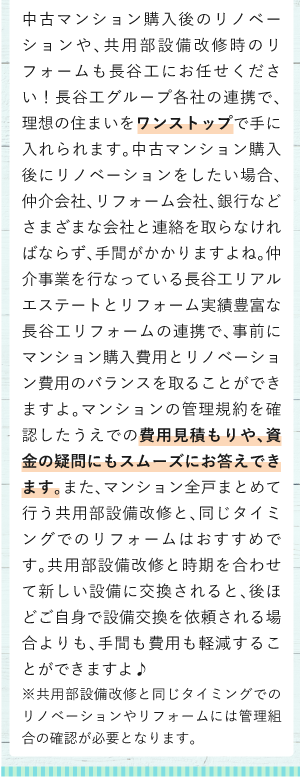 中古マンション購入後のリノベー
ションや、共用部設備改修時のリ
フォームも長谷工にお任せくださ
い！長谷工グループ各社の連携で、
理想の住まいをワンストップで手に
入れられます。中古マンション購入
後にリノベーションをしたい場合、
仲介会社、リフォーム会社、銀行など
さまざまな会社と連絡を取らなけれ
ばならず、手間がかかりますよね。仲
介事業を行なっている長谷工リアル
エステートとリフォーム実績豊富な
長谷工リフォームの連携で、事前に
マンション購入費用とリノベーショ
ン費用のバランスを取ることができ
ますよ。マンションの管理規約を確
認したうえでの費用見積もりや、資
金の疑問にもスムーズにお答えでき
ます。また、マンション全戸まとめて
行う共用部設備改修と、同じタイミ
ングでのリフォームはおすすめで
す。共用部設備改修と時期を合わせ
て新しい設備に交換されると、後ほ
どご自身で設備交換を依頼される場
合よりも、手間も費用も軽減するこ
とができますよ♪
※共用部設備改修と同じタイミングでの
リノベーションやリフォームには管理組
合の確認が必要となります。